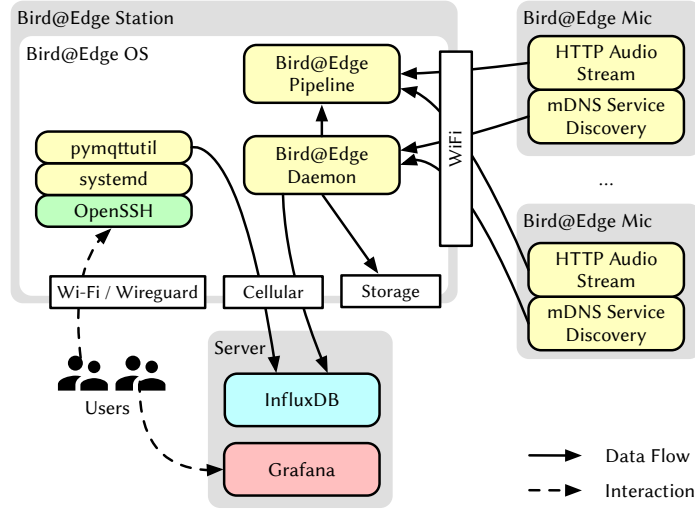 Bird@Edge Station
Bird@Edge OS
Bird@Edge
Pipeline
Bird@Edge
Daemon
pymqttutil
systemd
OpenSSH
WiFi
Bird@Edge Mic
HTTP Audio
Stream
mDNS Service
Discovery
...
Bird@Edge Mic
HTTP Audio
Stream
mDNS Service
Discovery
Wi-Fi / Wireguard
Cellular
Storage
Users
Server
InfluxDB
Grafana
Data Flow
Interaction